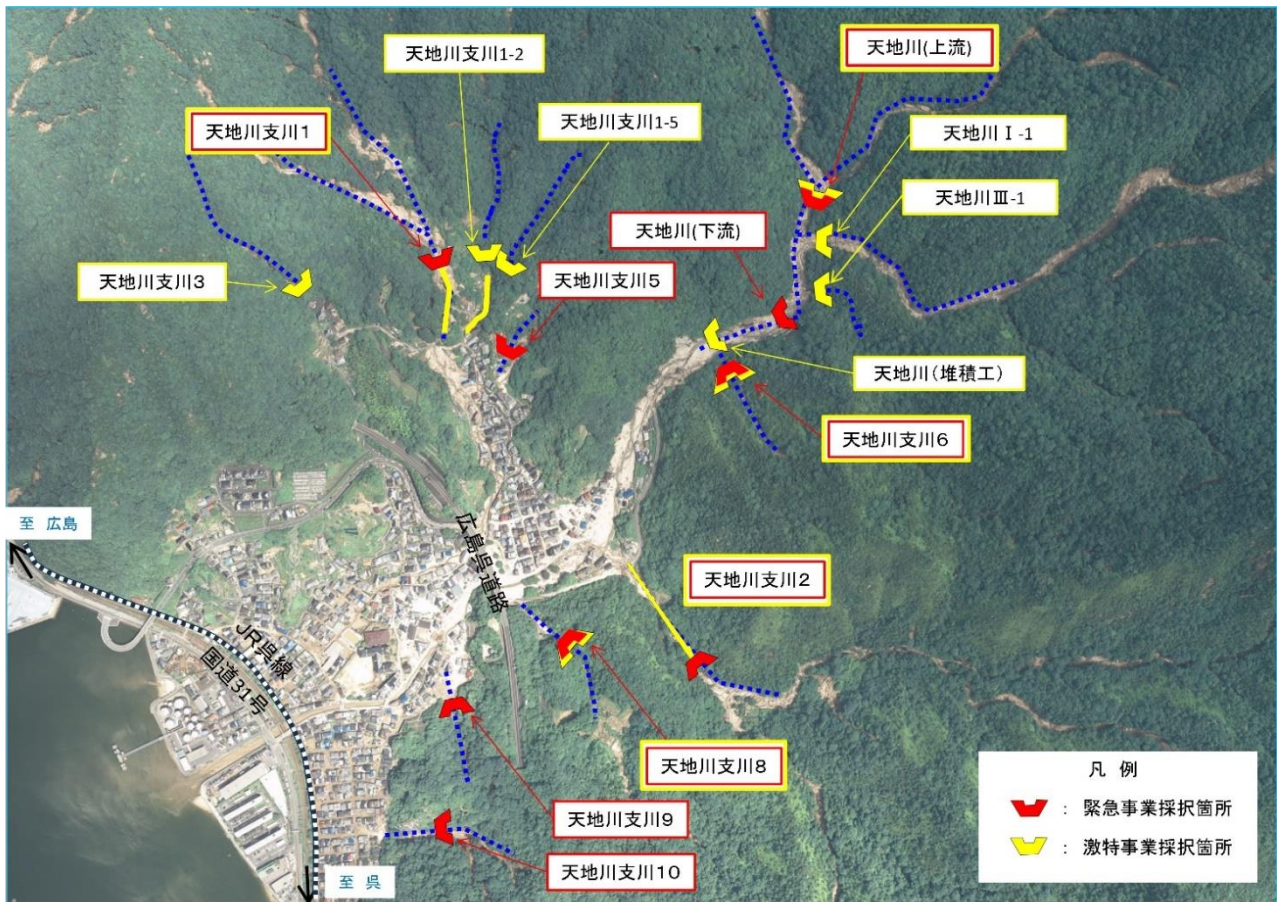 天地川支川1-2
天地川(上流)
天地川支川1
天地川支川1-5
天地川Ⅰ-1
天地川Ⅲ-1
天地川(下流)
天地川支川3
天地川支川5
天地川（堆積工）
天地川支川6
至 広島
広島呉道路
天地川支川2
JR呉線
国道31号
天地川支川8
天地川支川9
天地川支川10
至 呉
凡 例
： 緊急事業採択箇所
： 激特事業採択箇所